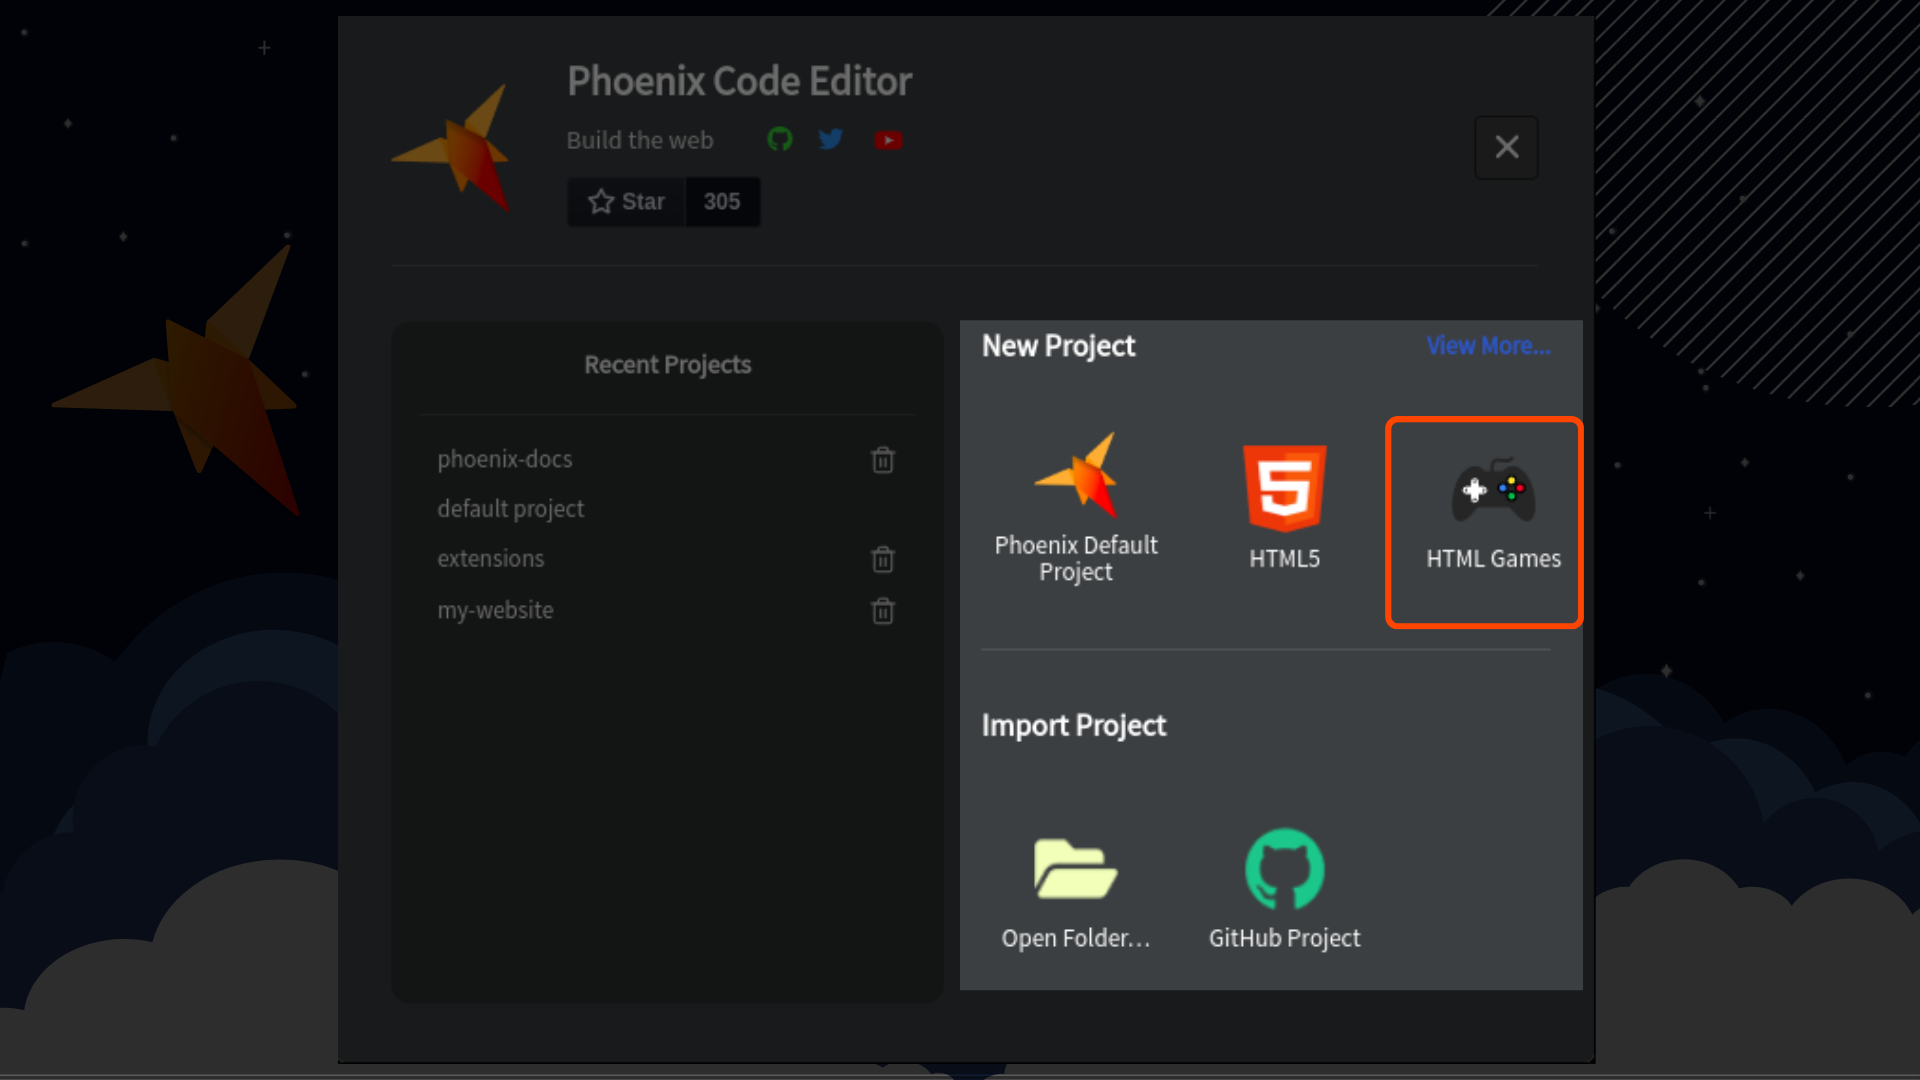 Phoenix Code Editor
Build the web
Star 305
Recent Projects
phoenix-docs
default project
extensions
my-website
New Project
View More...
Phoenix Default
Project
HTML5
HTML Games
Import Project
Open Folder...
GitHub Project